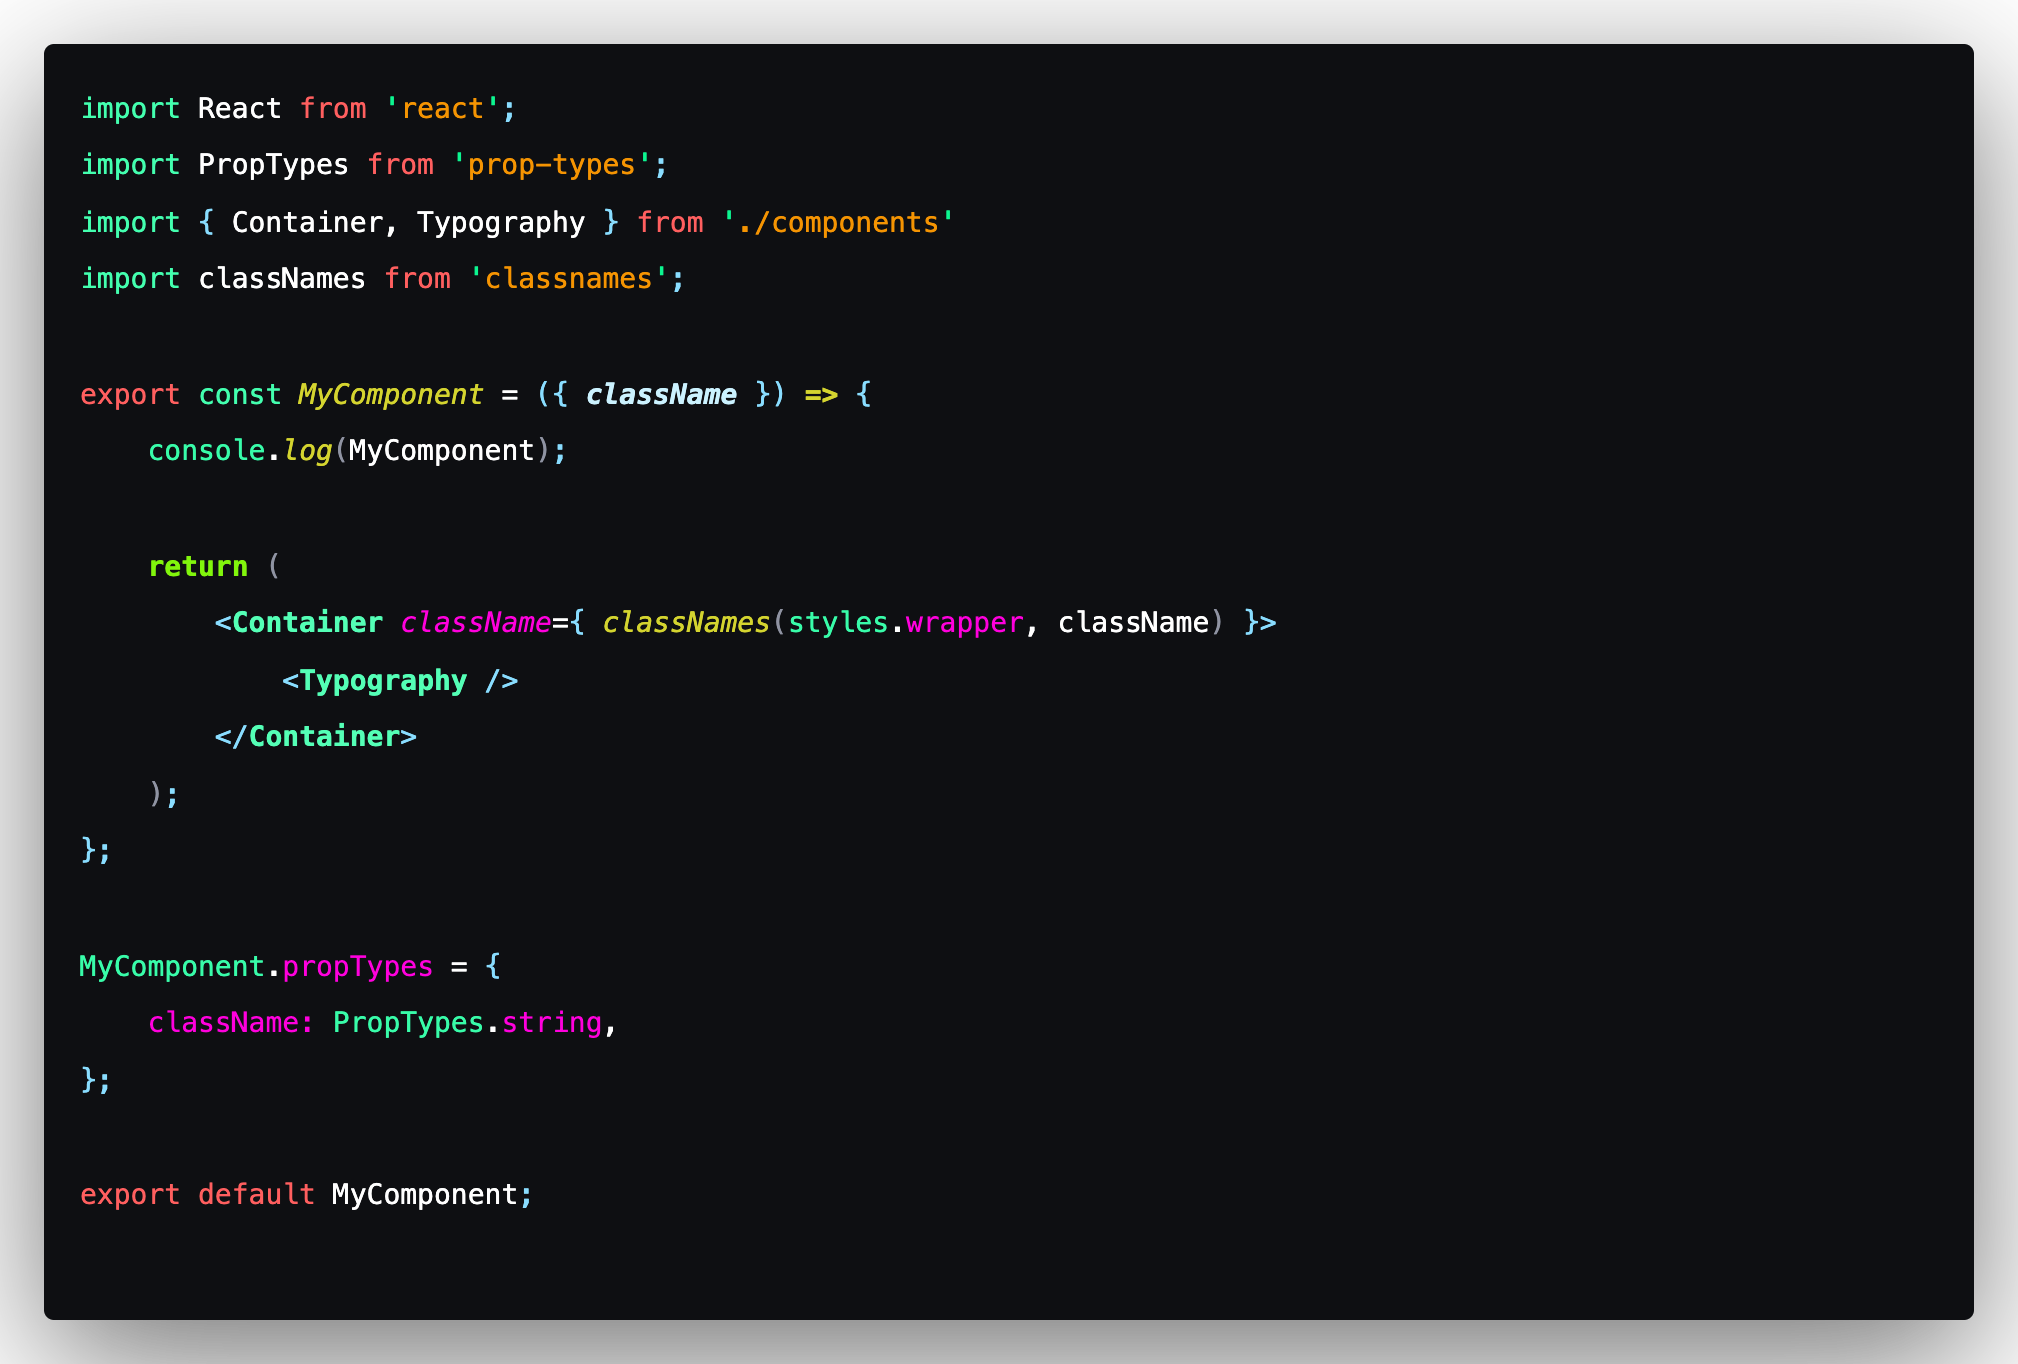 import React from 'react';
import PropTypes from 'prop-types';
import { Container, Typography } from './components'
import classNames from 'classnames';
export const MyComponent = ({ className }) => {
    console.log(MyComponent);
    return (
        <Container className={ classNames(styles.wrapper, className) }>
            <Typography />
        </Container>
    );
};
MyComponent.propTypes = {
    className: PropTypes.string,
};
export default MyComponent;